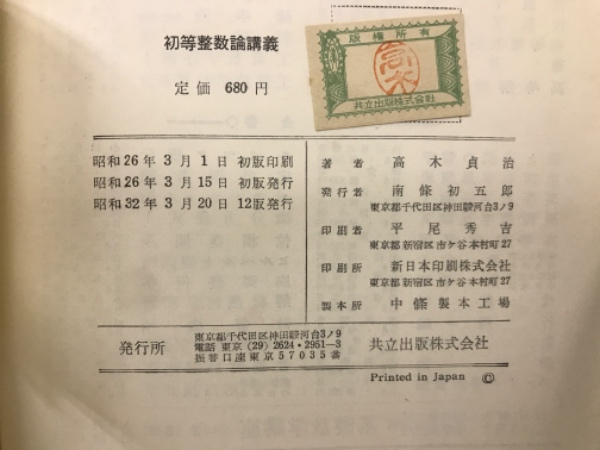 初等整数論講義
定価 680円
版権所有
高木
共立出版株式会社
昭和26年 3月 1日 初版印刷
昭和26年 3月 15日 初版発行
昭和32年 3月 20日 12版発行
著者 高木貞治
発行者 南條初五郎
東京都千代田区神田駿河台3ノ9
印刷者 平尾秀吉
東京都新宿区市ケ谷本村町27
印刷所 新日本印刷株式会社
東京都新宿区市ケ谷本村町27
製本所 中條製本工場
発行所
東京都千代田区神田駿河台3ノ9
電話 東京 (29) 2624・2951−3
振替口座東京57035番
共立出版株式会社
Printed in Japan ©